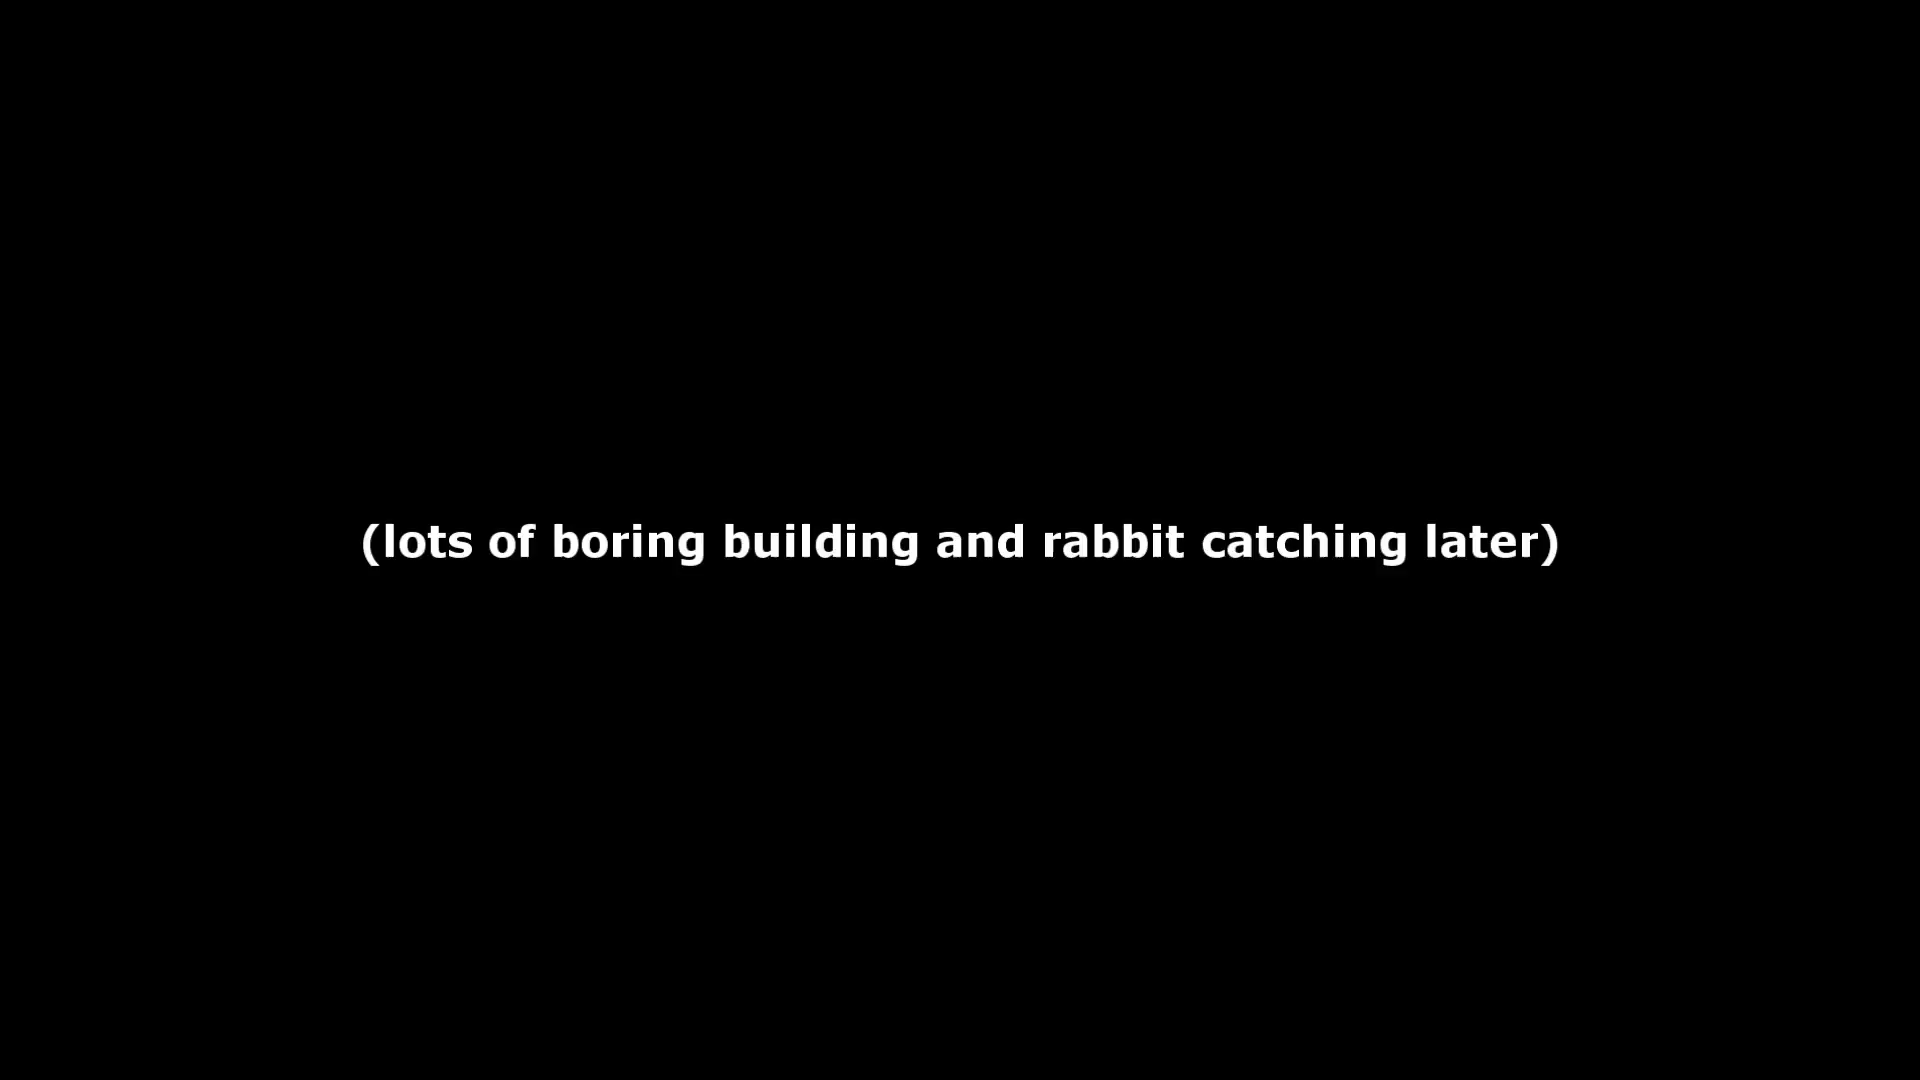 (lots of boring building and rabbit catching later)